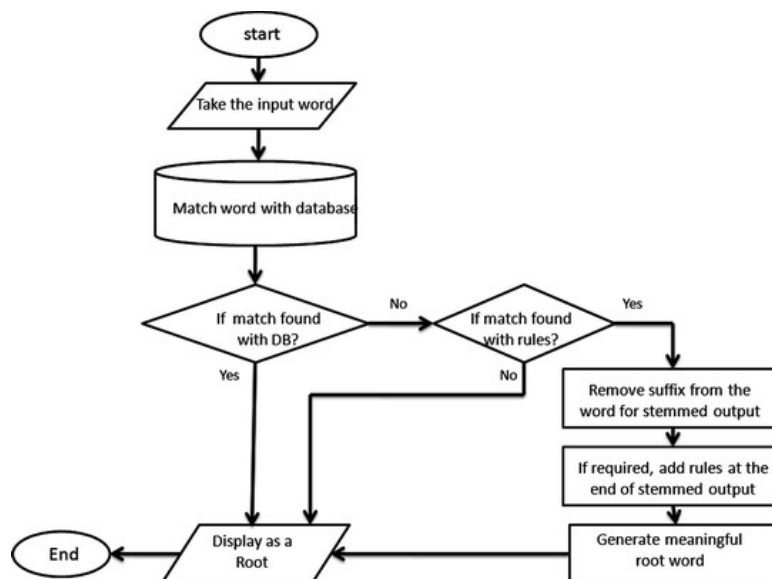 start
Take the input word
Match word with database
If match found
with DB?
No
If match found
with rules?
Yes
Yes
No
Remove suffix from the
word for stemmed output
If required, add rules at the
end of stemmed output
Generate meaningful
root word
Display as a
Root
End